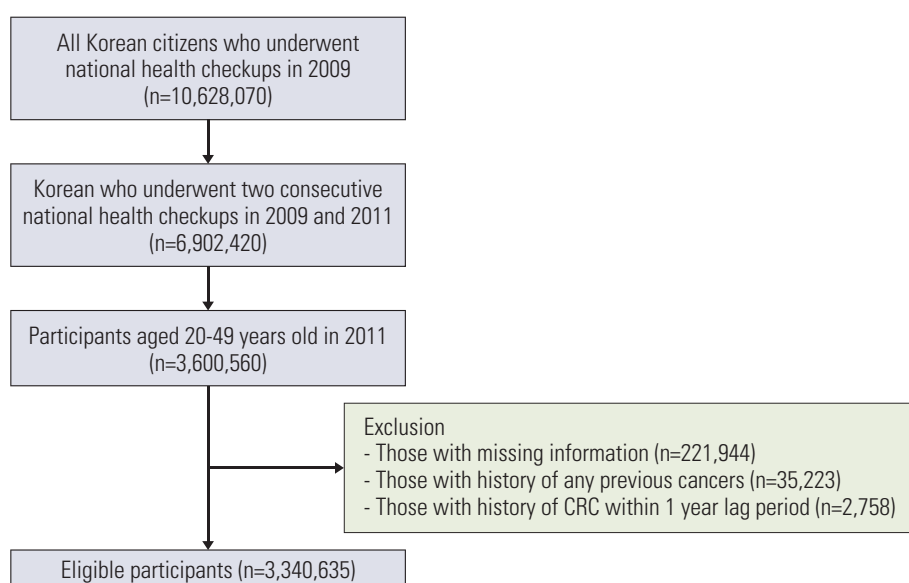 All Korean citizens who underwent
national health checkups in 2009
(n=10,628,070)
Korean who underwent two consecutive
national health checkups in 2009 and 2011
(n=6,902,420)
Participants aged 20-49 years old in 2011
(n=3,600,560)
Exclusion
- Those with missing information (n=221,944)
- Those with history of any previous cancers (n=35,223)
- Those with history of CRC within 1 year lag period (n=2,758)
Eligible participants (n=3,340,635)